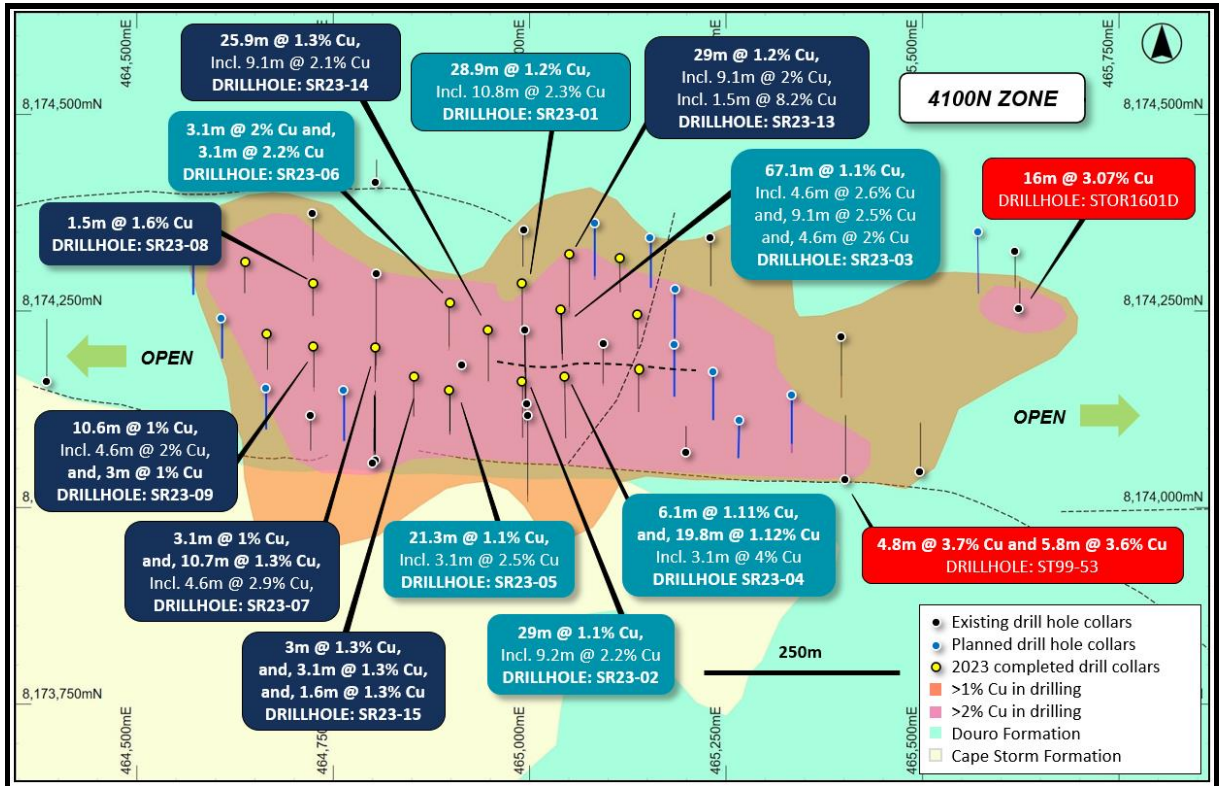 464,500mE
465,750mE
25.9m @ 1.3% Cu,
Incl. 9.1m @ 2.1% Cu
DRILLHOLE: SR23-14
28.9m @ 1.2% Cu,
Incl. 10.8m @ 2.3% Cu
DRILLHOLE: SR23-01
29m @ 1.2% Cu,
Incl. 9.1m @ 2% Cu,
Incl. 1.5m @ 8.2% Cu
DRILLHOLE: SR23-13
4100N ZONE
8,174,500mN
8,174,500mN
3.1m @ 2% Cu and,
3.1m @ 2.2% Cu
DRILLHOLE: SR23-06
67.1m @ 1.1% Cu,
Incl. 4.6m @ 2.6% Cu
and, 9.1m @ 2.5% Cu
and, 4.6m @ 2% Cu
DRILLHOLE: SR23-03
16m @ 3.07% Cu
DRILLHOLE: STOR1601D
1.5m @ 1.6% Cu
DRILLHOLE: SR23-08
8,174,250mN
8,174,250mN
OPEN
OPEN
10.6m @ 1% Cu,
Incl. 4.6m @ 2% Cu,
and, 3m @ 1% Cu
DRILLHOLE: SR23-09
8,174,000mN
3.1m @ 1% Cu,
and, 10.7m @ 1.3% Cu,
Incl. 4.6m @ 2.9% Cu,
DRILLHOLE: SR23-07
21.3m @ 1.1% Cu,
Incl. 3.1m @ 2.5% Cu
DRILLHOLE: SR23-05
6.1m @ 1.11% Cu,
and, 19.8m @ 1.12% Cu
Incl. 3.1m @ 4% Cu
DRILLHOLE SR23-04
4.8m @ 3.7% Cu and 5.8m @ 3.6% Cu
DRILLHOLE: ST99-53
3m @ 1.3% Cu,
and, 3.1m @ 1.3% Cu,
and, 1.6m @ 1.3% Cu
DRILLHOLE: SR23-15
29m @ 1.1% Cu,
Incl. 9.2m @ 2.2% Cu
DRILLHOLE: SR23-02
250m
8,173,750mN
464,500mE
464,750mE
465,000mE
465,250mE
Existing drill hole collars
Planned drill hole collars
2023 completed drill collars
>1% Cu in drilling
>2% Cu in drilling
Douro Formation
Cape Storm Formation